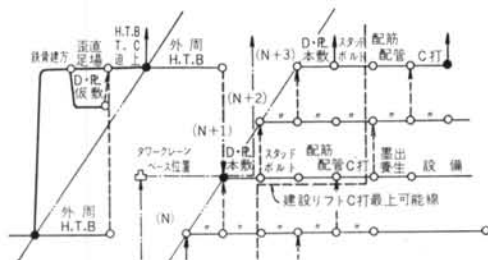 H.T.B
T.C
直上
歪直
足場
鉄骨建方
D・PL
仮敷
外周
H.T.B
(N+3)
D・PL
本敷
スタッド
ボルト
配筋
配管
C打
(N+2)
〃 〃 〃 〃 〃 〃
(N+1)
タワークレーン
ベース位置
D・PL
本敷
スタッド
ボルト
配筋
配管C打
墨出
養生
設備
建設リフトC打最上可能線
外周
H.T.B
(N)
〃 〃 〃 〃 〃 〃